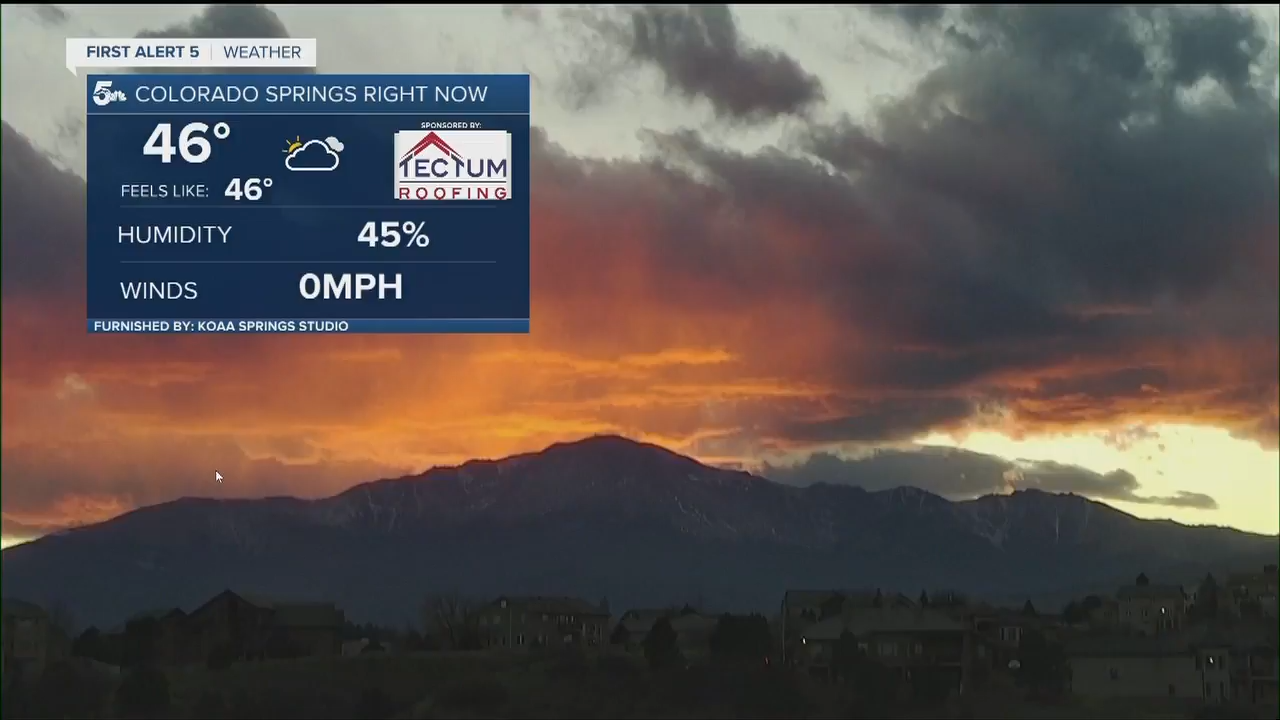 FIRST ALERT 5 | WEATHER
5 COLORADO SPRINGS RIGHT NOW
46°
SPONSORED BY:
TECTUM
ROOFING
FEELS LIKE: 46°
HUMIDITY 45%
WINDS 0MPH
FURNISHED BY: KOAA SPRINGS STUDIO